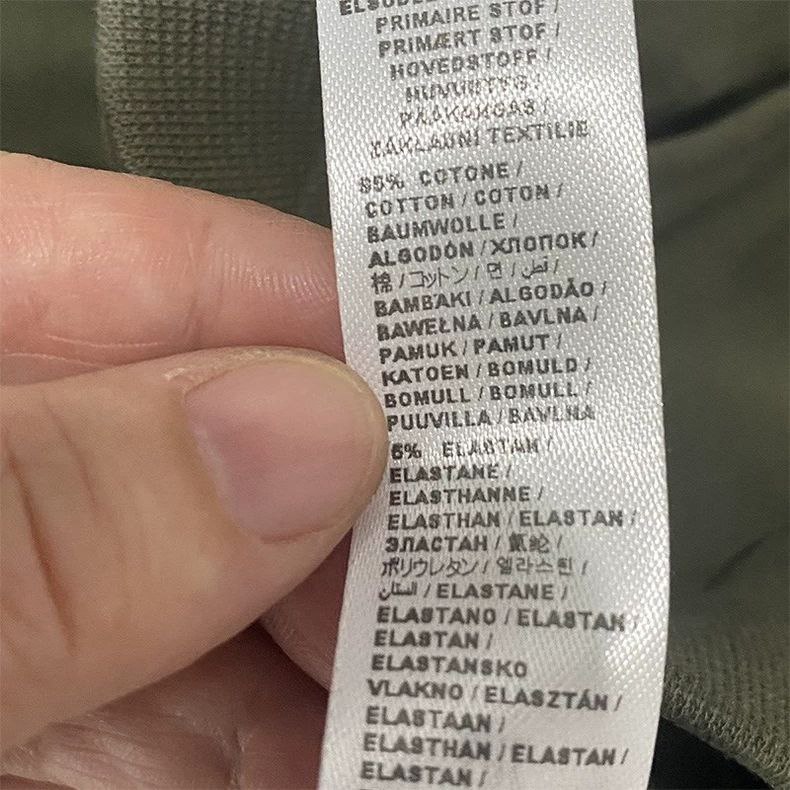 PRIMAIRE STOF /
PRIMÆRT STOF /
HOVEDSTOFF /
HUVUDTYG /
PÄÄKANGAS /
ZÁKLADNÍ TEXTILIE
95% COTONE /
COTTON / COTON /
BAUMWOLLE /
ALGODÓN / ХЛОПОК /
棉 / コットン / 면 / قطن /
BAMBAKI / ALGODÃO /
BAWEŁNA / BAVLNA /
PAMUK / PAMUT /
KATOEN / BOMULD /
BOMULL / BOMULL /
PUUVILLA / BAVLNA
5% ELASTAN /
ELASTANE /
ELASTHANNE /
ELASTHAN / ELASTAN /
ЭЛАСТАН / 氨纶 /
ポリウレタン / 엘라스틴 /
الستان / ELASTANE /
ELASTANO / ELASTAN /
ELASTAN /
ELASTANSKO
VLAKNO / ELASZTÁN /
ELASTAAN /
ELASTHAN / ELASTAN /
ELASTAN /